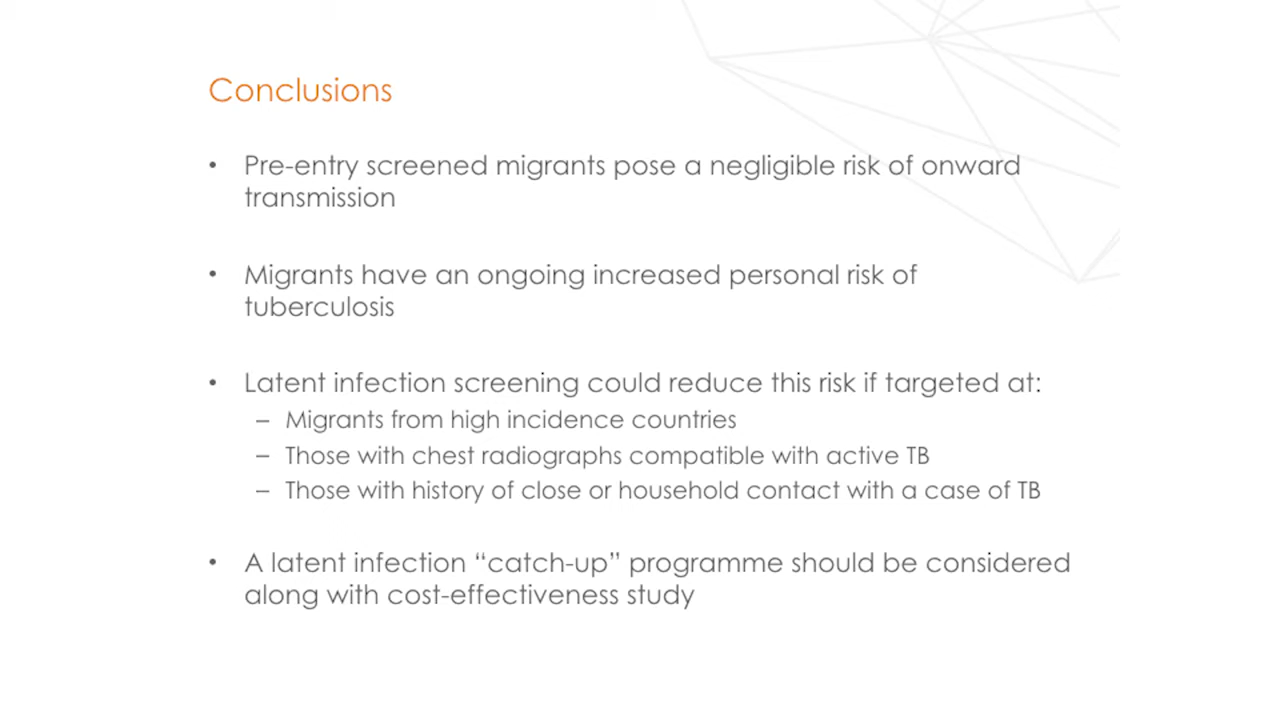 Conclusions
• Pre-entry screened migrants pose a negligible risk of onward
transmission
• Migrants have an ongoing increased personal risk of
tuberculosis
• Latent infection screening could reduce this risk if targeted at:
– Migrants from high incidence countries
– Those with chest radiographs compatible with active TB
– Those with history of close or household contact with a case of TB
• A latent infection “catch-up” programme should be considered
along with cost-effectiveness study